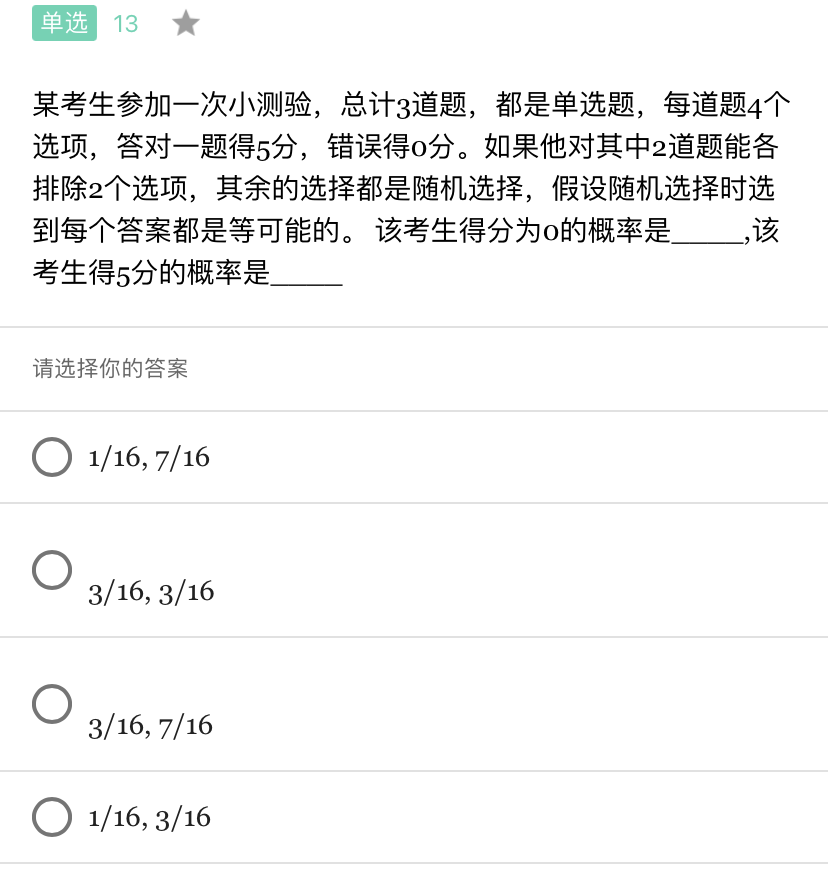 单选 13
某考生参加一次小测验，总计3道题，都是单选题，每道题4个
选项，答对一题得5分，错误得0分。如果他对其中2道题能各
排除2个选项，其余的选择都是随机选择，假设随机选择时选
到每个答案都是等可能的。 该考生得分为0的概率是_____,该
考生得5分的概率是_____
请选择你的答案
1/16, 7/16
3/16, 3/16
3/16, 7/16
1/16, 3/16